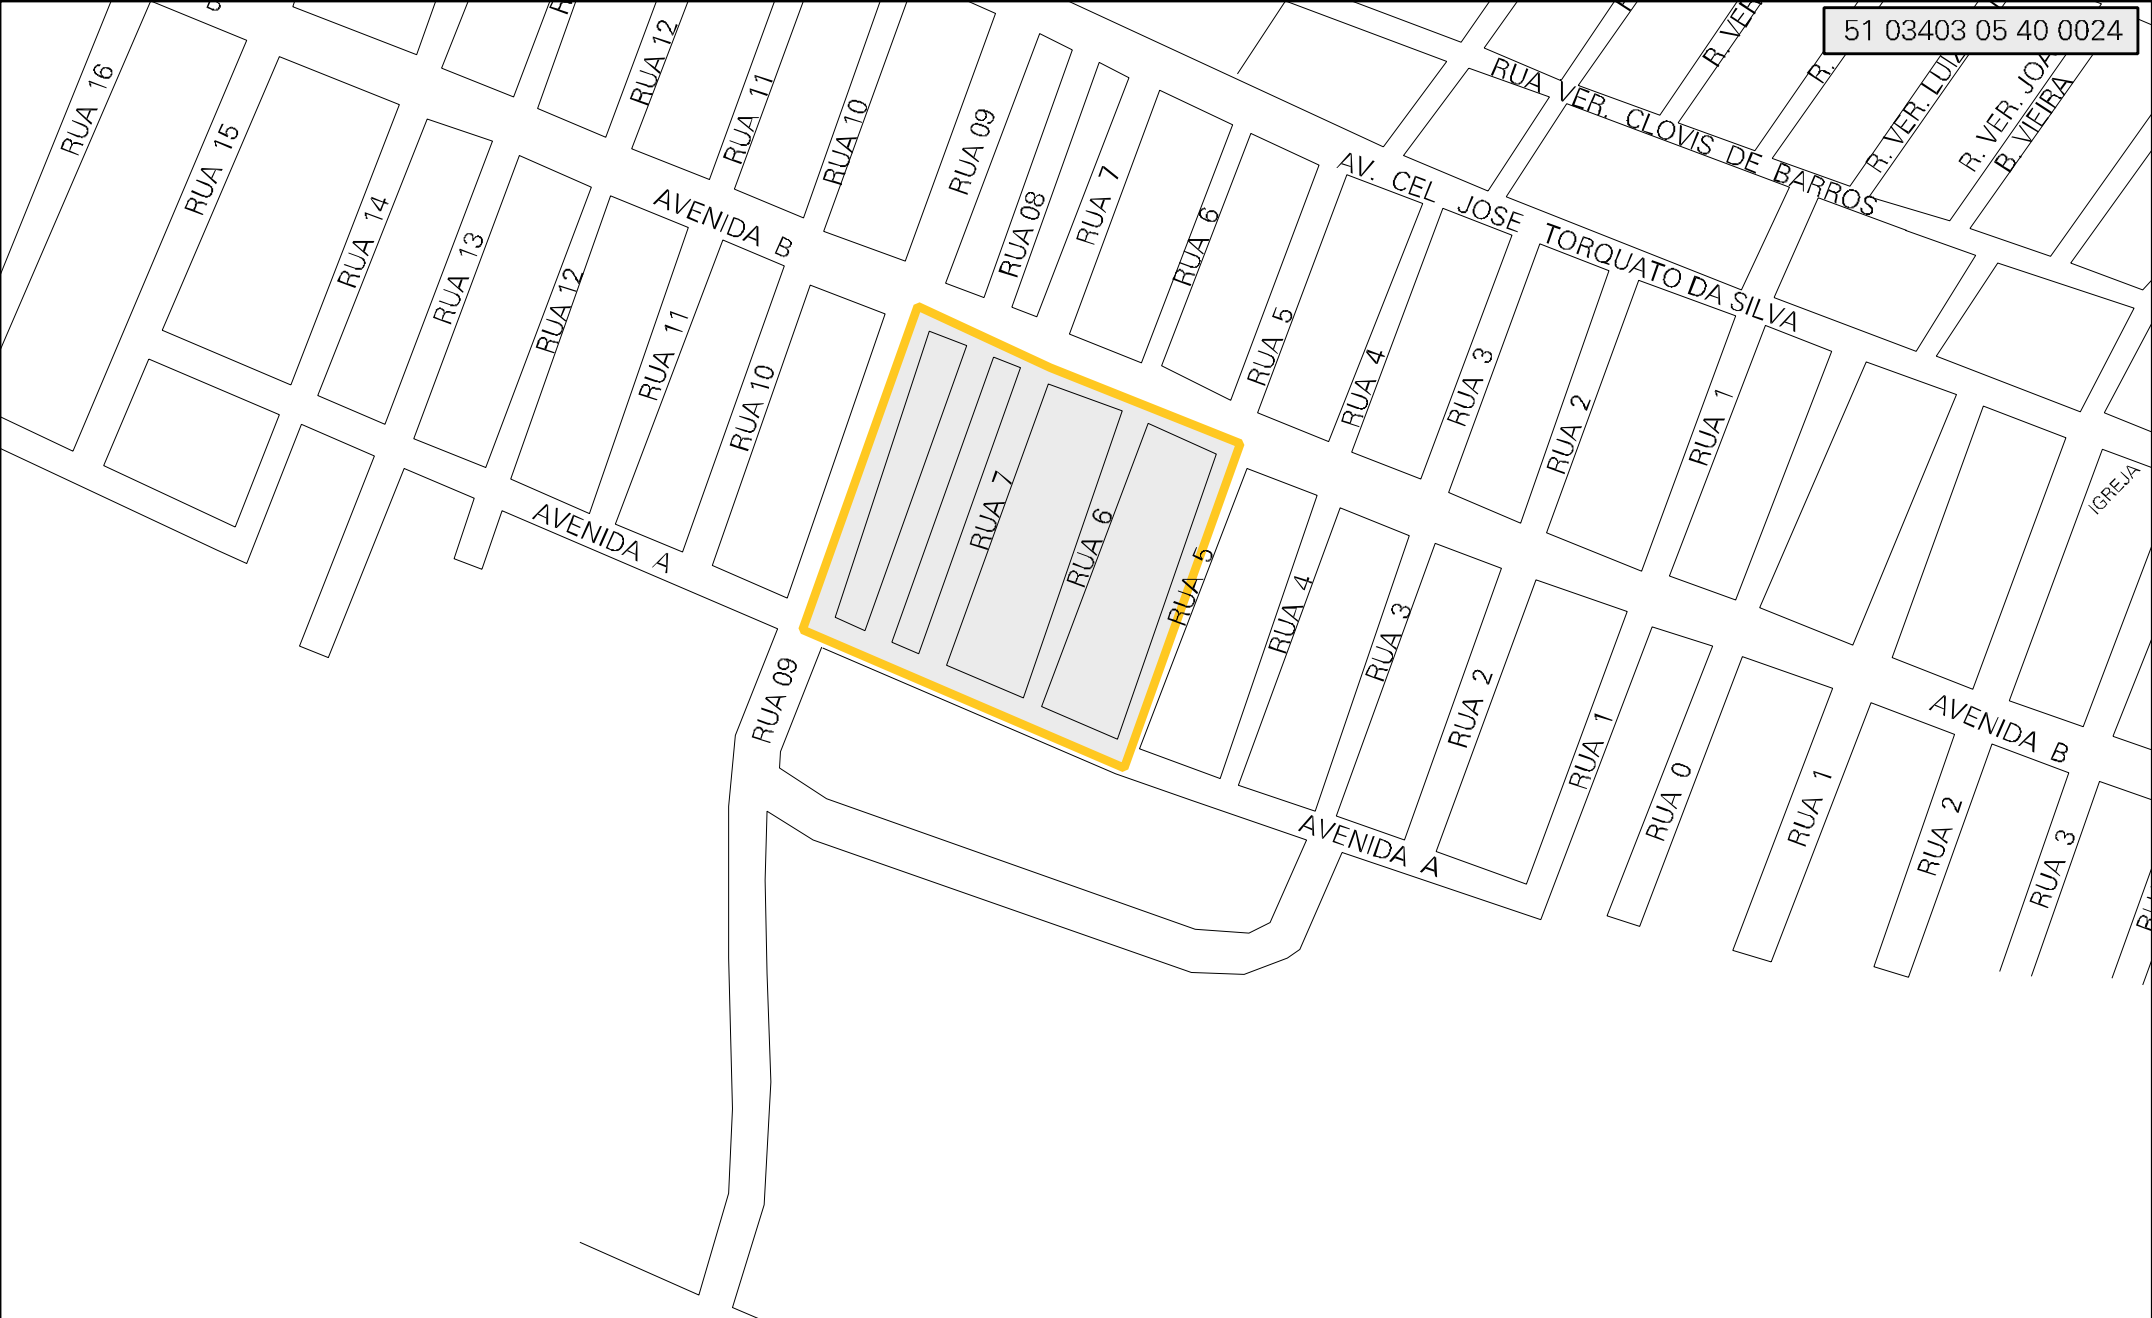 51 03403 05 40 0024
RUA 16
RUA 15
RUA 14
RUA 13
RUA 12
RUA 12
RUA 11
RUA 10
RUA 09
RUA 08
RUA 7
RUA 6
RUA 5
RUA 4
RUA 3
RUA 2
RUA 1
AVENIDA B
RUA 11
RUA 10
AVENIDA A
RUA 09
RUA 7
RUA 6
RUA 5
RUA 4
RUA 3
RUA 2
RUA 1
RUA 0
RUA 1
RUA 2
RUA 3
AVENIDA A
AVENIDA B
AV. CEL JOSE TORQUATO DA SILVA
RUA VER. CLOVIS DE BARROS
R. VER
R.
R. VER. LUIZ
R. VER. JOA
R. VIEIRA
IGREJA